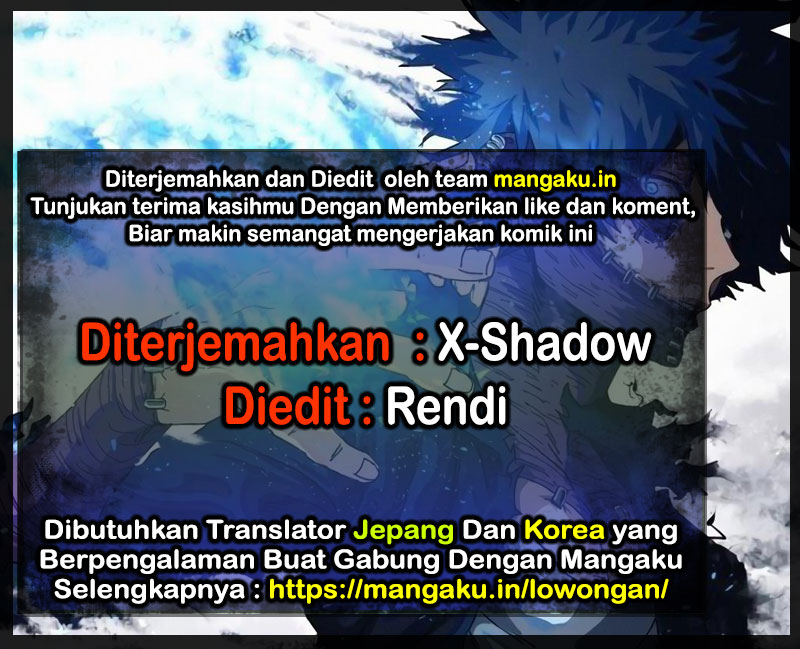 Diterjemahkan dan Diedit oleh team mangaku.in
Tunjukan terima kasihmu Dengan Memberikan like dan koment,
Biar makin semangat mengerjakan komik ini
Diterjemahkan : X-Shadow
Diedit : Rendi
Dibutuhkan Translator Jepang Dan Korea yang
Berpengalaman Buat Gabung Dengan Mangaku
Selengkapnya : https://mangaku.in/lowongan/